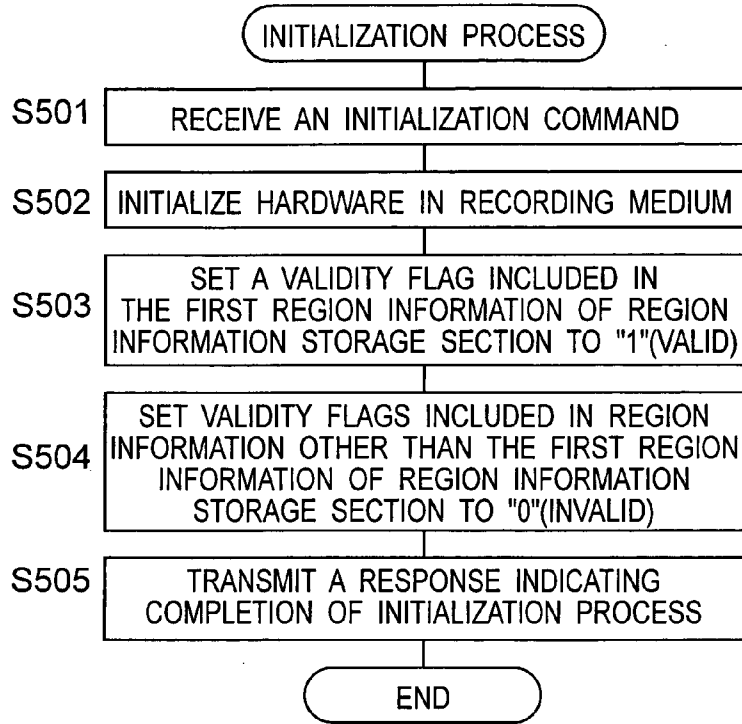 INITIALIZATION PROCESS
S501
RECEIVE AN INITIALIZATION COMMAND
S502
INITIALIZE HARDWARE IN RECORDING MEDIUM
S503
SET A VALIDITY FLAG INCLUDED IN
THE FIRST REGION INFORMATION OF REGION
INFORMATION STORAGE SECTION TO "1"(VALID)
S504
SET VALIDITY FLAGS INCLUDED IN REGION
INFORMATION OTHER THAN THE FIRST REGION
INFORMATION OF REGION INFORMATION
STORAGE SECTION TO "0"(INVALID)
S505
TRANSMIT A RESPONSE INDICATING
COMPLETION OF INITIALIZATION PROCESS
END